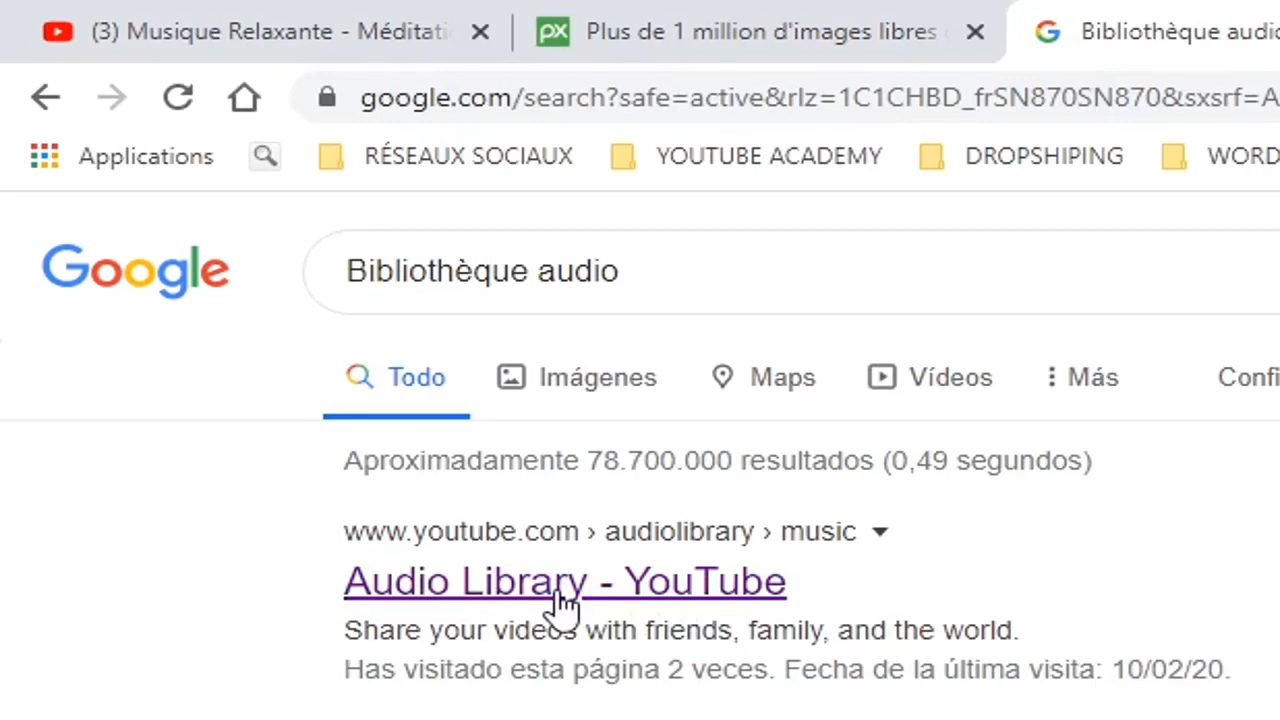 (3) Musique Relaxante - Méditati
px Plus de 1 million d'images libres
Bibliothèque audio
google.com/search?safe=active&rlz=1C1CHBD_frSN870SN870&sxsrf=A
Applications RÉSEAUX SOCIAUX YOUTUBE ACADEMY DROPSHIPING WORD
Google Bibliothèque audio
Todo Imágenes Maps Vídeos Más Confi
Aproximadamente 78.700.000 resultados (0,49 segundos)
www.youtube.com › audiolibrary › music
Audio Library - YouTube
Share your videos with friends, family, and the world.
Has visitado esta página 2 veces. Fecha de la última visita: 10/02/20.